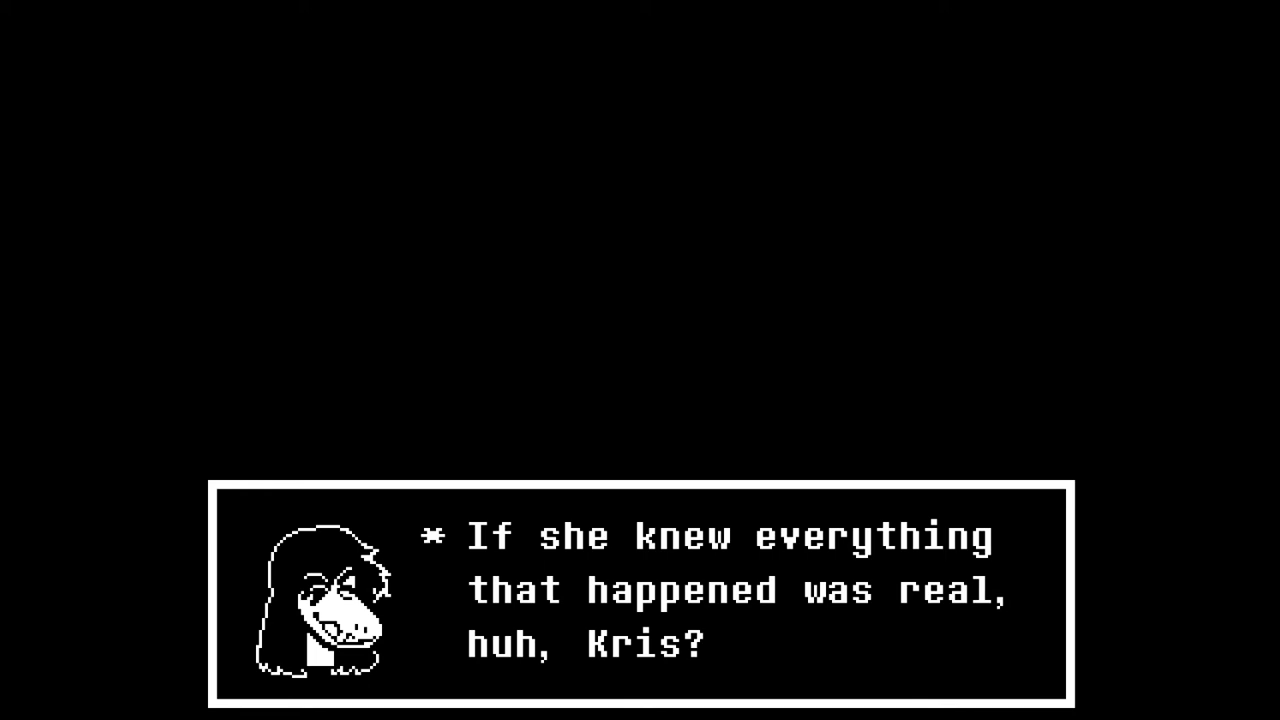 * If she knew everything
that happened was real,
huh, Kris?